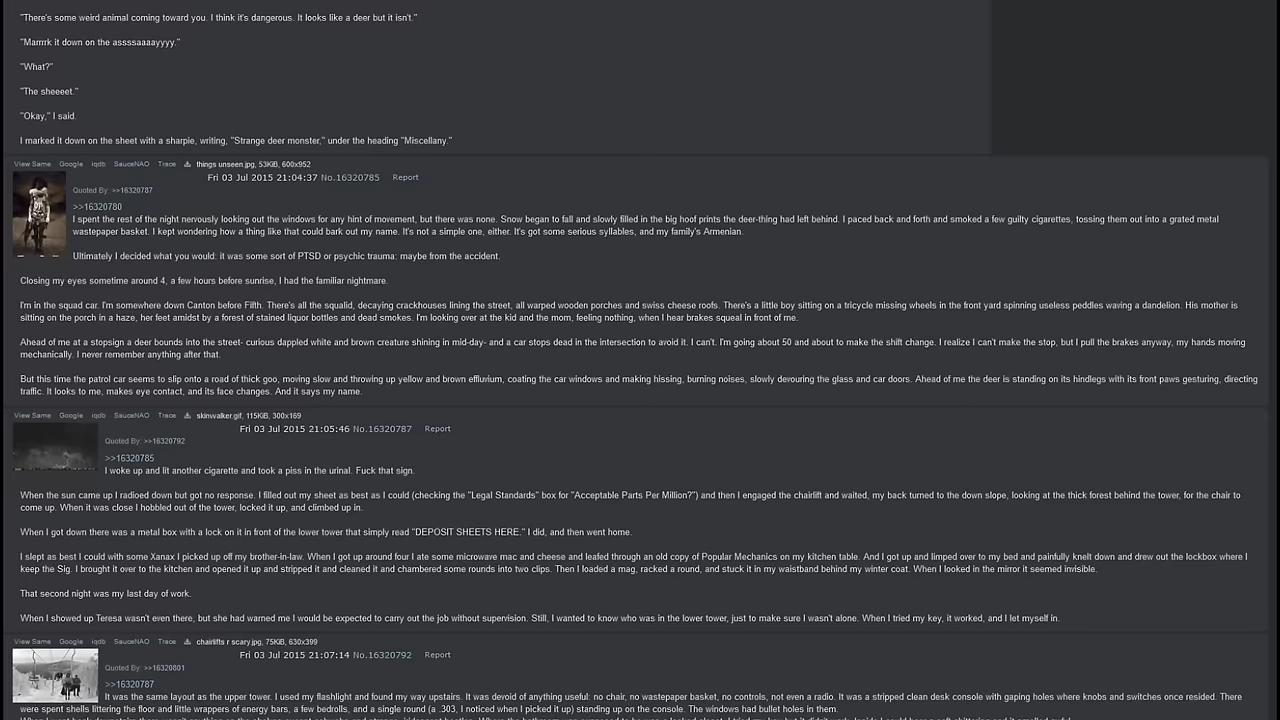 "There's some weird animal coming toward you. I think it's dangerous. It looks like a deer but it isn't."
"Marrrrk it down on the assssaaaayyyy."
"What?"
"The sheeeet."
"Okay," I said.
I marked it down on the sheet with a sharpie, writing, "Strange deer monster," under the heading "Miscellany."
View Same Google iqdb SauceNAO Trace things unseen.jpg, 53KiB, 600x952
Fri 03 Jul 2015 21:04:37 No.16320785 Report
Quoted By: >>16320787
>>16320780
I spent the rest of the night nervously looking out the windows for any hint of movement, but there was none. Snow began to fall and slowly filled in the big hoof prints the deer-thing had left behind. I paced back and forth and smoked a few guilty cigarettes, tossing them out into a grated metal
wastepaper basket. I kept wondering how a thing like that could bark out my name. It's not a simple one, either. It's got some serious syllables, and my family's Armenian.
Ultimately I decided what you would: it was some sort of PTSD or psychic trauma: maybe from the accident.
Closing my eyes sometime around 4, a few hours before sunrise, I had the familiar nightmare.
I'm in the squad car. I'm somewhere down Canton before Fifth. There's all the squalid, decaying crackhouses lining the street, all warped wooden porches and swiss cheese roofs. There's a little boy sitting on a tricycle missing wheels in the front yard spinning useless peddles waving a dandelion. His mother is
sitting on the porch in a haze, her feet amidst by a forest of stained liquor bottles and dead smokes. I'm looking over at the kid and the mom, feeling nothing, when I hear brakes squeal in front of me.
Ahead of me at a stopsign a deer bounds into the street- curious dappled white and brown creature shining in mid-day- and a car stops dead in the intersection to avoid it. I can't. I'm going about 50 and about to make the shift change. I realize I can't make the stop, but I pull the brakes anyway, my hands moving
mechanically. I never remember anything after that.
But this time the patrol car seems to slip onto a road of thick goo, moving slow and throwing up yellow and brown effluvium, coating the car windows and making hissing, burning noises, slowly devouring the glass and car doors. Ahead of me the deer is standing on its hindlegs with its front paws gesturing, directing
traffic. It looks to me, makes eye contact, and its face changes. And it says my name.
View Same Google iqdb SauceNAO Trace skinwalker.gif, 115KiB, 300x169
Fri 03 Jul 2015 21:05:46 No.16320787 Report
Quoted By: >>16320792
>>16320785
I woke up and lit another cigarette and took a piss in the urinal. Fuck that sign.
When the sun came up I radioed down but got no response. I filled out my sheet as best as I could (checking the "Legal Standards" box for "Acceptable Parts Per Million?") and then I engaged the chairlift and waited, my back turned to the down slope, looking at the thick forest behind the tower, for the chair to
come up. When it was close I hobbled out of the tower, locked it up, and climbed up in.
When I got down there was a metal box with a lock on it in front of the lower tower that simply read "DEPOSIT SHEETS HERE." I did, and then went home.
I slept as best I could with some Xanax I picked up off my brother-in-law. When I got up around four I ate some microwave mac and cheese and leafed through an old copy of Popular Mechanics on my kitchen table. And I got up and limped over to my bed and painfully knelt down and drew out the lockbox where I
keep the Sig. I brought it over to the kitchen and opened it up and stripped it and cleaned it and chambered some rounds into two clips. Then I loaded a mag, racked a round, and stuck it in my waistband behind my winter coat. When I looked in the mirror it seemed invisible.
That second night was my last day of work.
When I showed up Teresa wasn't even there, but she had warned me I would be expected to carry out the job without supervision. Still, I wanted to know who was in the lower tower, just to make sure I wasn't alone. When I tried my key, it worked, and I let myself in.
View Same Google iqdb SauceNAO Trace chairlifts r scary.jpg, 75KiB, 630x399
Fri 03 Jul 2015 21:07:14 No.16320792 Report
Quoted By: >>16320801
>>16320787
It was the same layout as the upper tower. I used my flashlight and found my way upstairs. It was devoid of anything useful: no chair, no wastepaper basket, no controls, not even a radio. It was a stripped clean desk console with gaping holes where knobs and switches once resided. There
were spent shells littering the floor and little wrappers of energy bars, a few bedrolls, and a single round (a .303, I noticed when I picked it up) standing up on the console. The windows had bullet holes in them.